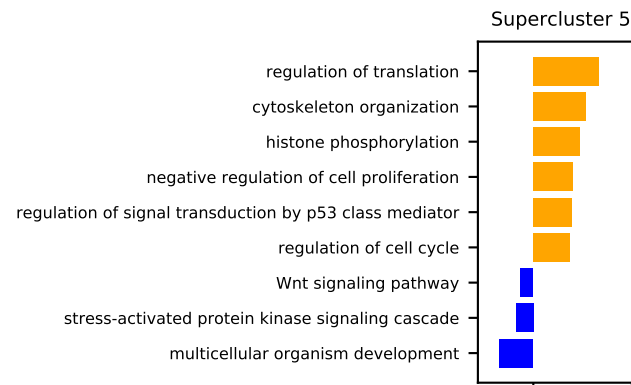 Supercluster 5
regulation of translation
cytoskeleton organization
histone phosphorylation
negative regulation of cell proliferation
regulation of signal transduction by p53 class mediator
regulation of cell cycle
Wnt signaling pathway
stress-activated protein kinase signaling cascade
multicellular organism development